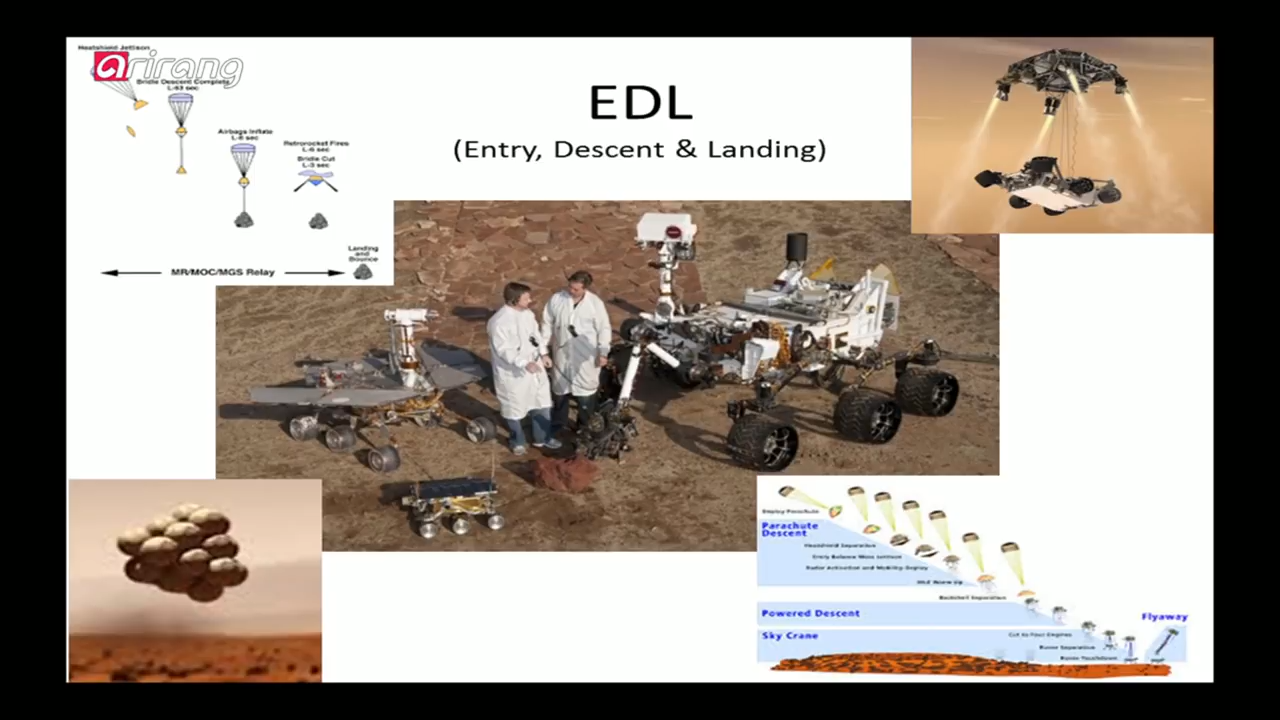 Heatshield Jettison
arirang
Bridle Descent Complete
L-63 sec
Airbags Inflate
L-8 sec
Retrorocket Fires
L-6 sec
Bridle Cut
L-3 sec
Landing
and
Bounce
MR/MOC/MGS Relay
EDL
(Entry, Descent & Landing)
Deploy Parachute
Parachute
Descent
Heatshield Separation
Radar Activation and Mobility Deploy
MLE Warm-up
Backshell Separation
Powered Descent
Flyaway
Sky Crane
Cut to Four Engines
Rover Separation
Rover Touchdown